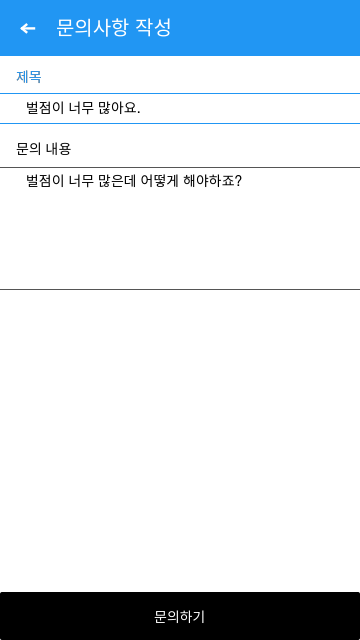 문의사항 작성
제목
벌점이 너무 많아요.
문의 내용
벌점이 너무 많은데 어떻게 해야하죠?
문의하기